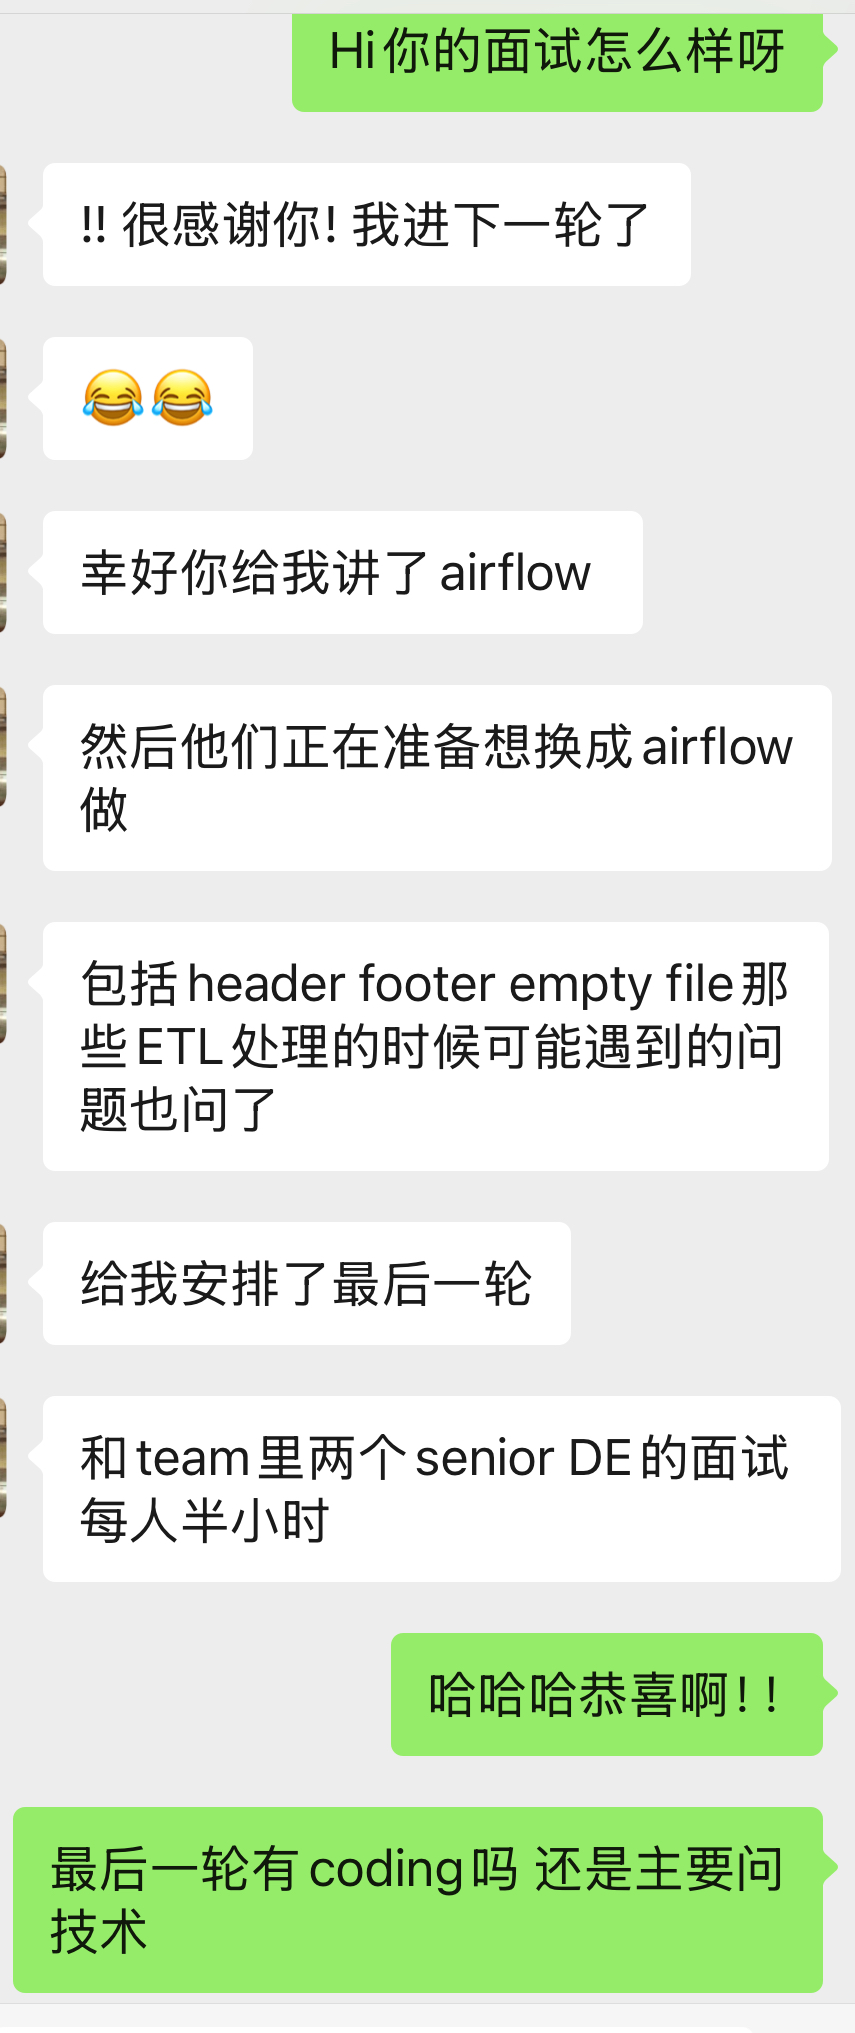 Hi你的面试怎么样呀
!! 很感谢你! 我进下一轮了
😂😂
幸好你给我讲了airflow
然后他们正在准备想换成airflow
做
包括header footer empty file那
些ETL处理的时候可能遇到的问
题也问了
给我安排了最后一轮
和team里两个senior DE的面试
每人半小时
哈哈哈恭喜啊！！
最后一轮有coding吗 还是主要问
技术